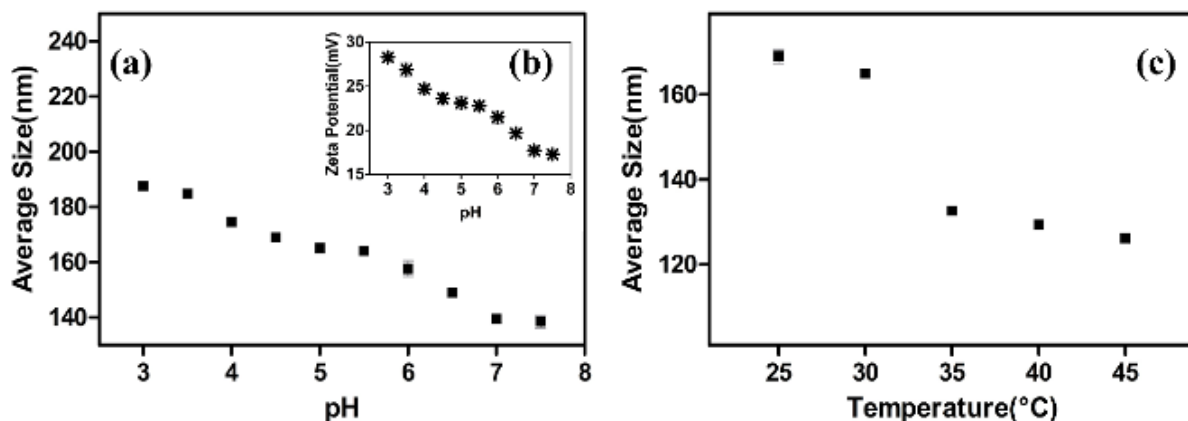 (a)
Average Size(nm)
240
220
200
180
160
140
3 4 5 6 7 8
pH
(b)
Zeta Potential(mV)
30
25
20
15
3 4 5 6 7 8
pH
(c)
Average Size(nm)
160
140
120
25 30 35 40 45
Temperature(°C)